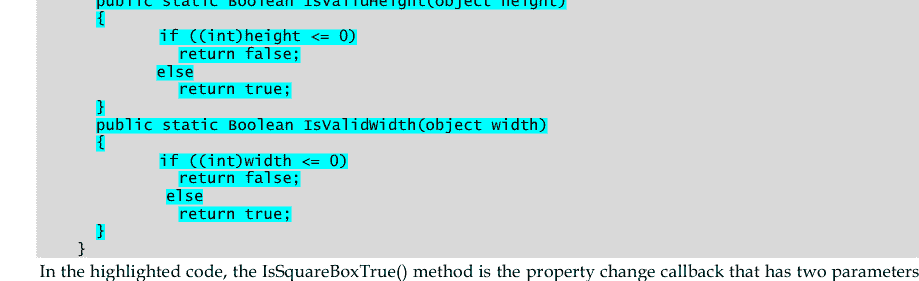 public static Boolean IsValidHeight(object height)
{
if ((int)height <= 0)
return false;
else
return true;
}
public static Boolean IsValidWidth(object width)
{
if ((int)width <= 0)
return false;
else
return true;
}
}
In the highlighted code, the IsSquareBoxTrue() method is the property change callback that has two parameters